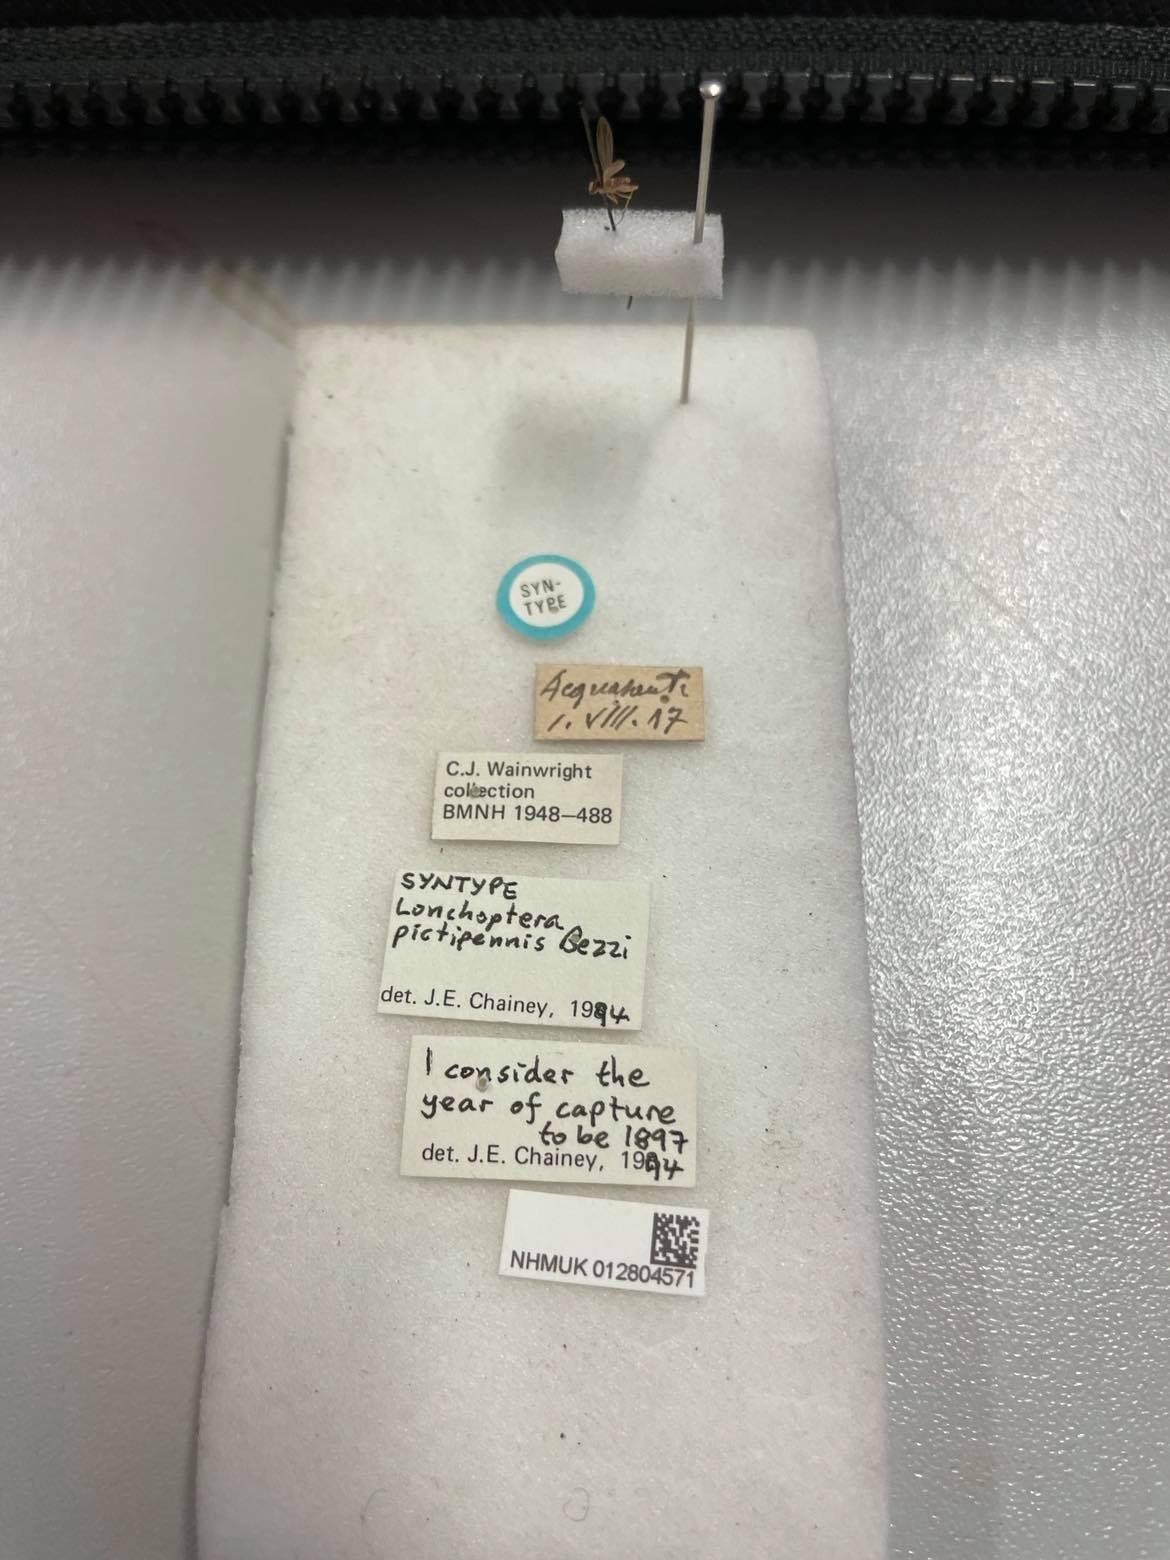 SYN-
TYPE
Acquasanta
1. VIII. 17
C.J. Wainwright
collection
BMNH 1948–488
SYNTYPE
Lonchoptera
pictipennis Bezzi
det. J.E. Chainey, 1994
I consider the
year of capture
to be 1897
det. J.E. Chainey, 1994
NHMUK 012804571